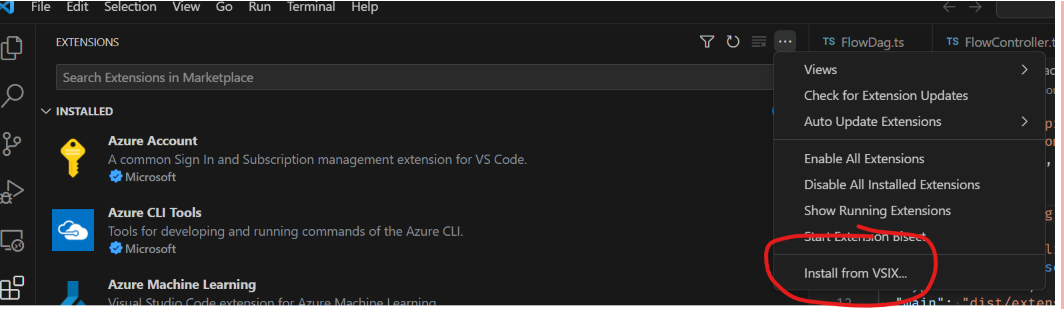 File Edit Selection View Go Run Terminal Help
EXTENSIONS
TS FlowDag.ts
TS FlowController.t
Search Extensions in Marketplace
INSTALLED
Azure Account
A common Sign In and Subscription management extension for VS Code.
Microsoft
Azure CLI Tools
Tools for developing and running commands of the Azure CLI.
Microsoft
Azure Machine Learning
Visual Studio Code extension for Azure Machine Learning
Views
Check for Extension Updates
Auto Update Extensions
Enable All Extensions
Disable All Installed Extensions
Show Running Extensions
Start Extension Bisect
Install from VSIX...
12 "main": "dist/exten